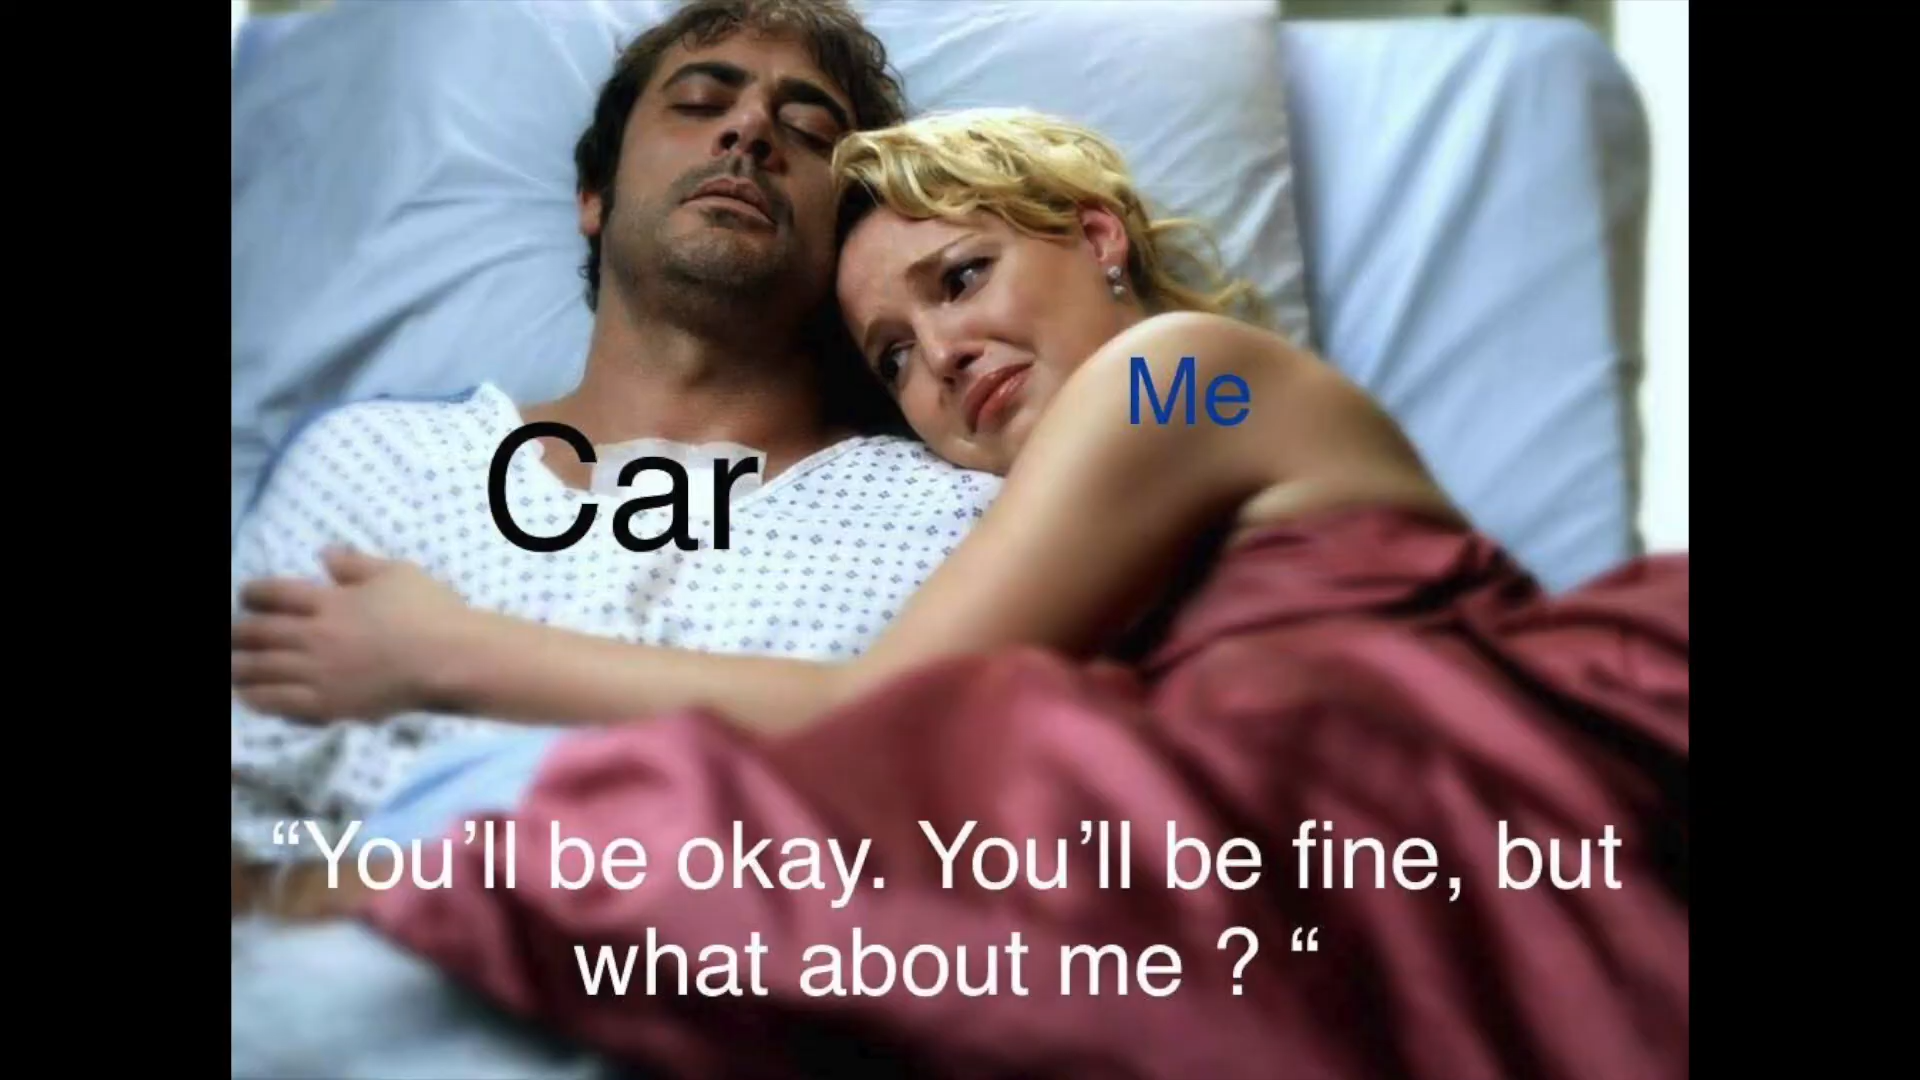 Me
Car
“You’ll be okay. You’ll be fine, but
what about me ? “